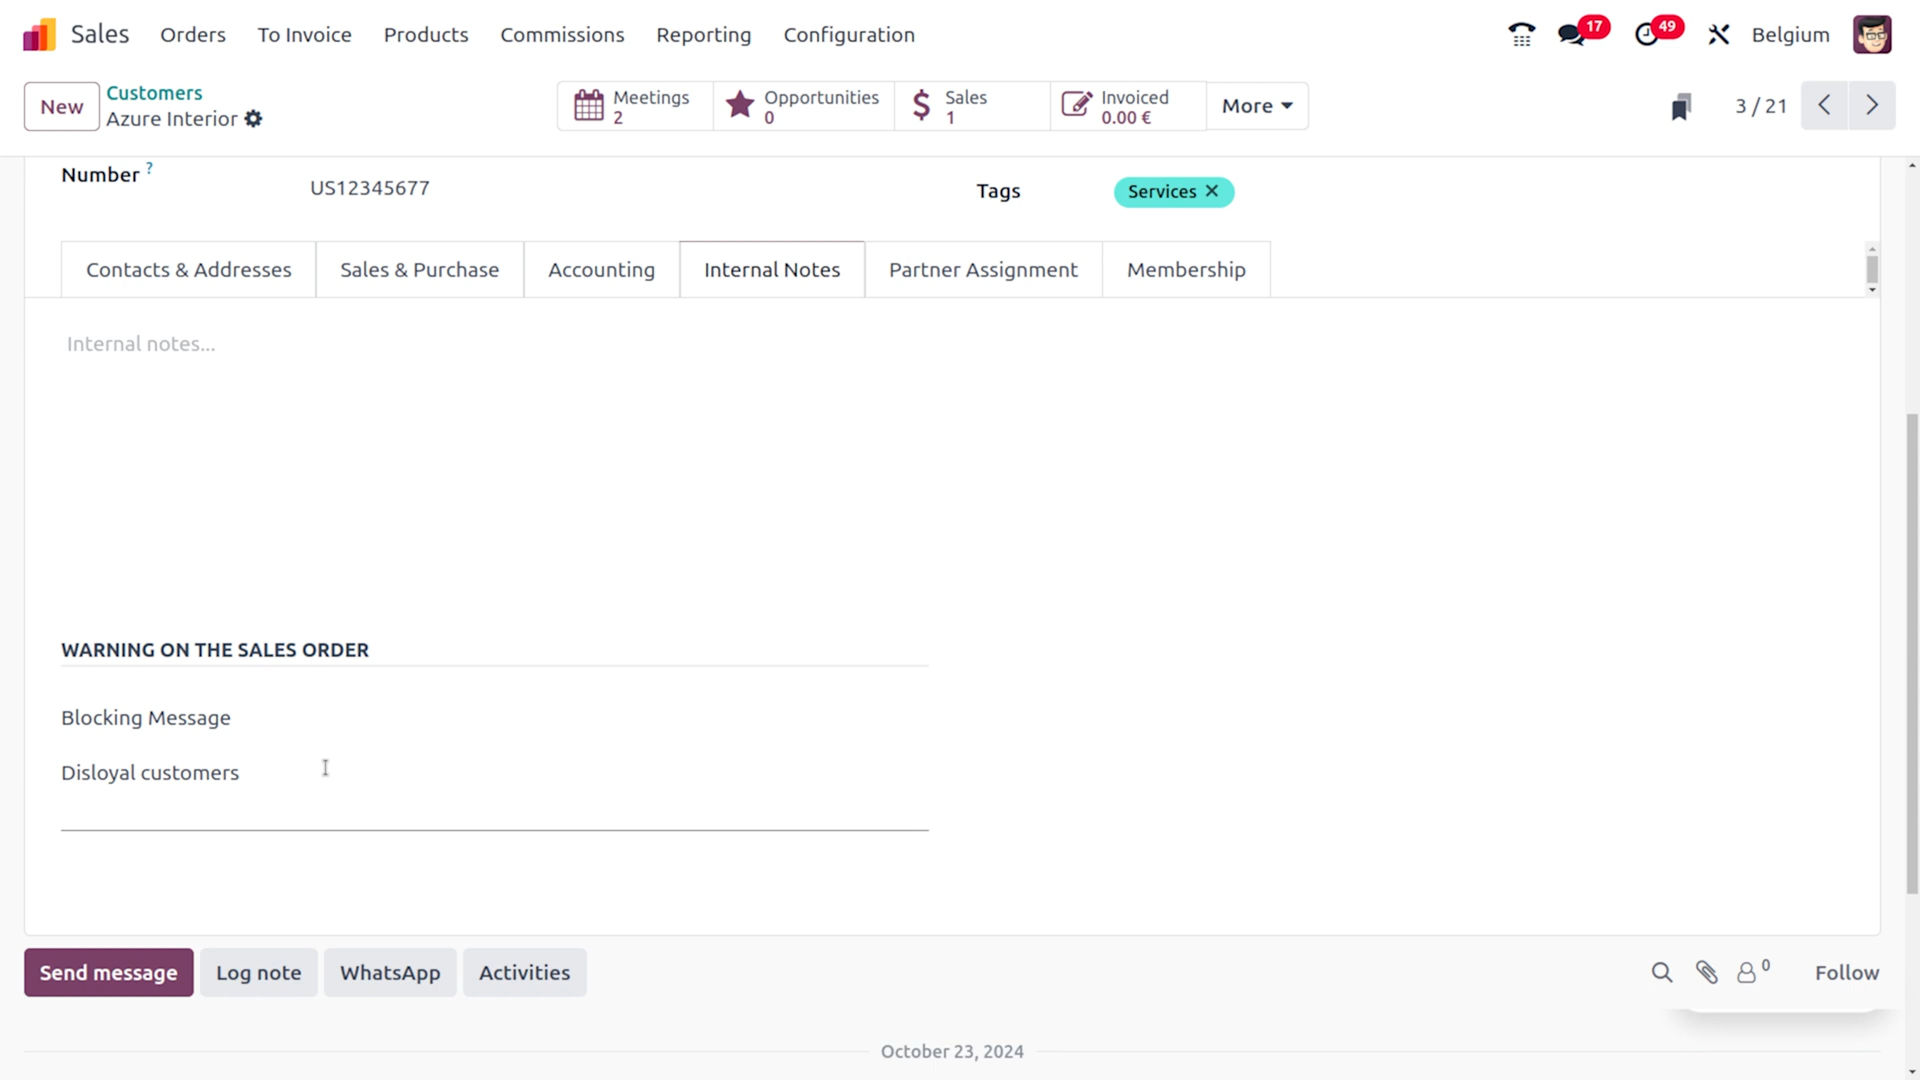 Sales Orders To Invoice Products Commissions Reporting Configuration 17 49 Belgium
New Customers Azure Interior
Meetings 2 Opportunities 0 Sales 1 Invoiced 0.00 € More 3 / 21
Number ? US12345677 Tags Services ✕
Contacts & Addresses Sales & Purchase Accounting Internal Notes Partner Assignment Membership
Internal notes...
WARNING ON THE SALES ORDER
Blocking Message
Disloyal customers
Send message Log note WhatsApp Activities 0 Follow
October 23, 2024